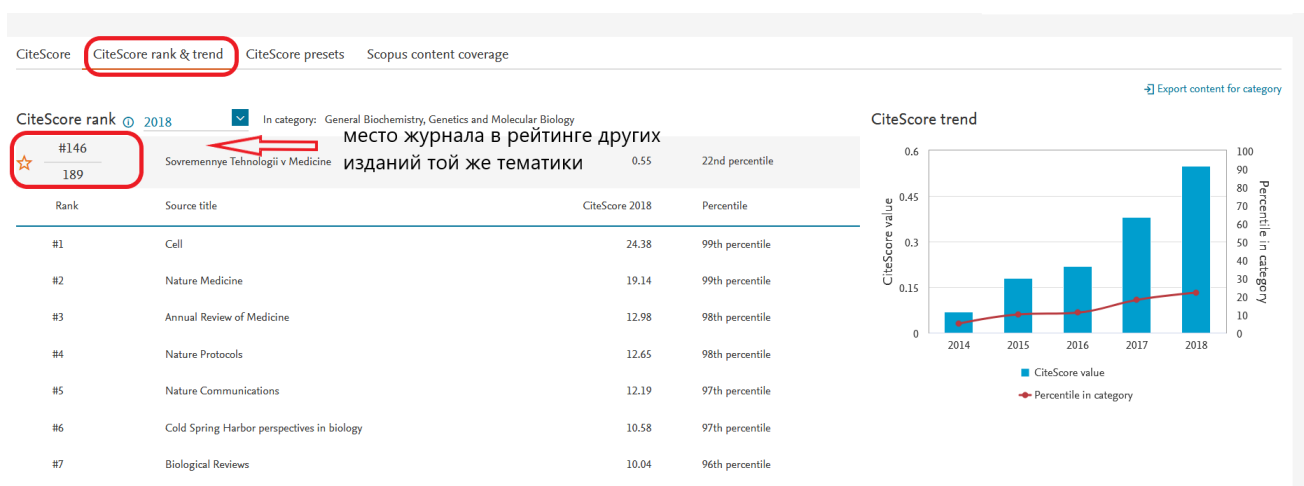 CiteScore CiteScore rank & trend CiteScore presets Scopus content coverage
Export content for category
CiteScore rank 2018 In category: General Biochemistry, Genetics and Molecular Biology
место журнала в рейтинге других
изданий той же тематики
#146
189
Sovremennye Tehnologii v Medicine 0.55 22nd percentile
Rank Source title CiteScore 2018 Percentile
#1 Cell 24.38 99th percentile
#2 Nature Medicine 19.14 99th percentile
#3 Annual Review of Medicine 12.98 98th percentile
#4 Nature Protocols 12.65 98th percentile
#5 Nature Communications 12.19 97th percentile
#6 Cold Spring Harbor perspectives in biology 10.58 97th percentile
#7 Biological Reviews 10.04 96th percentile
CiteScore trend
CiteScore value
0.6
0.45
0.3
0.15
0
100
90
80
70
60
50
40
30
20
10
0
Percentile in category
2014 2015 2016 2017 2018
CiteScore value
Percentile in category